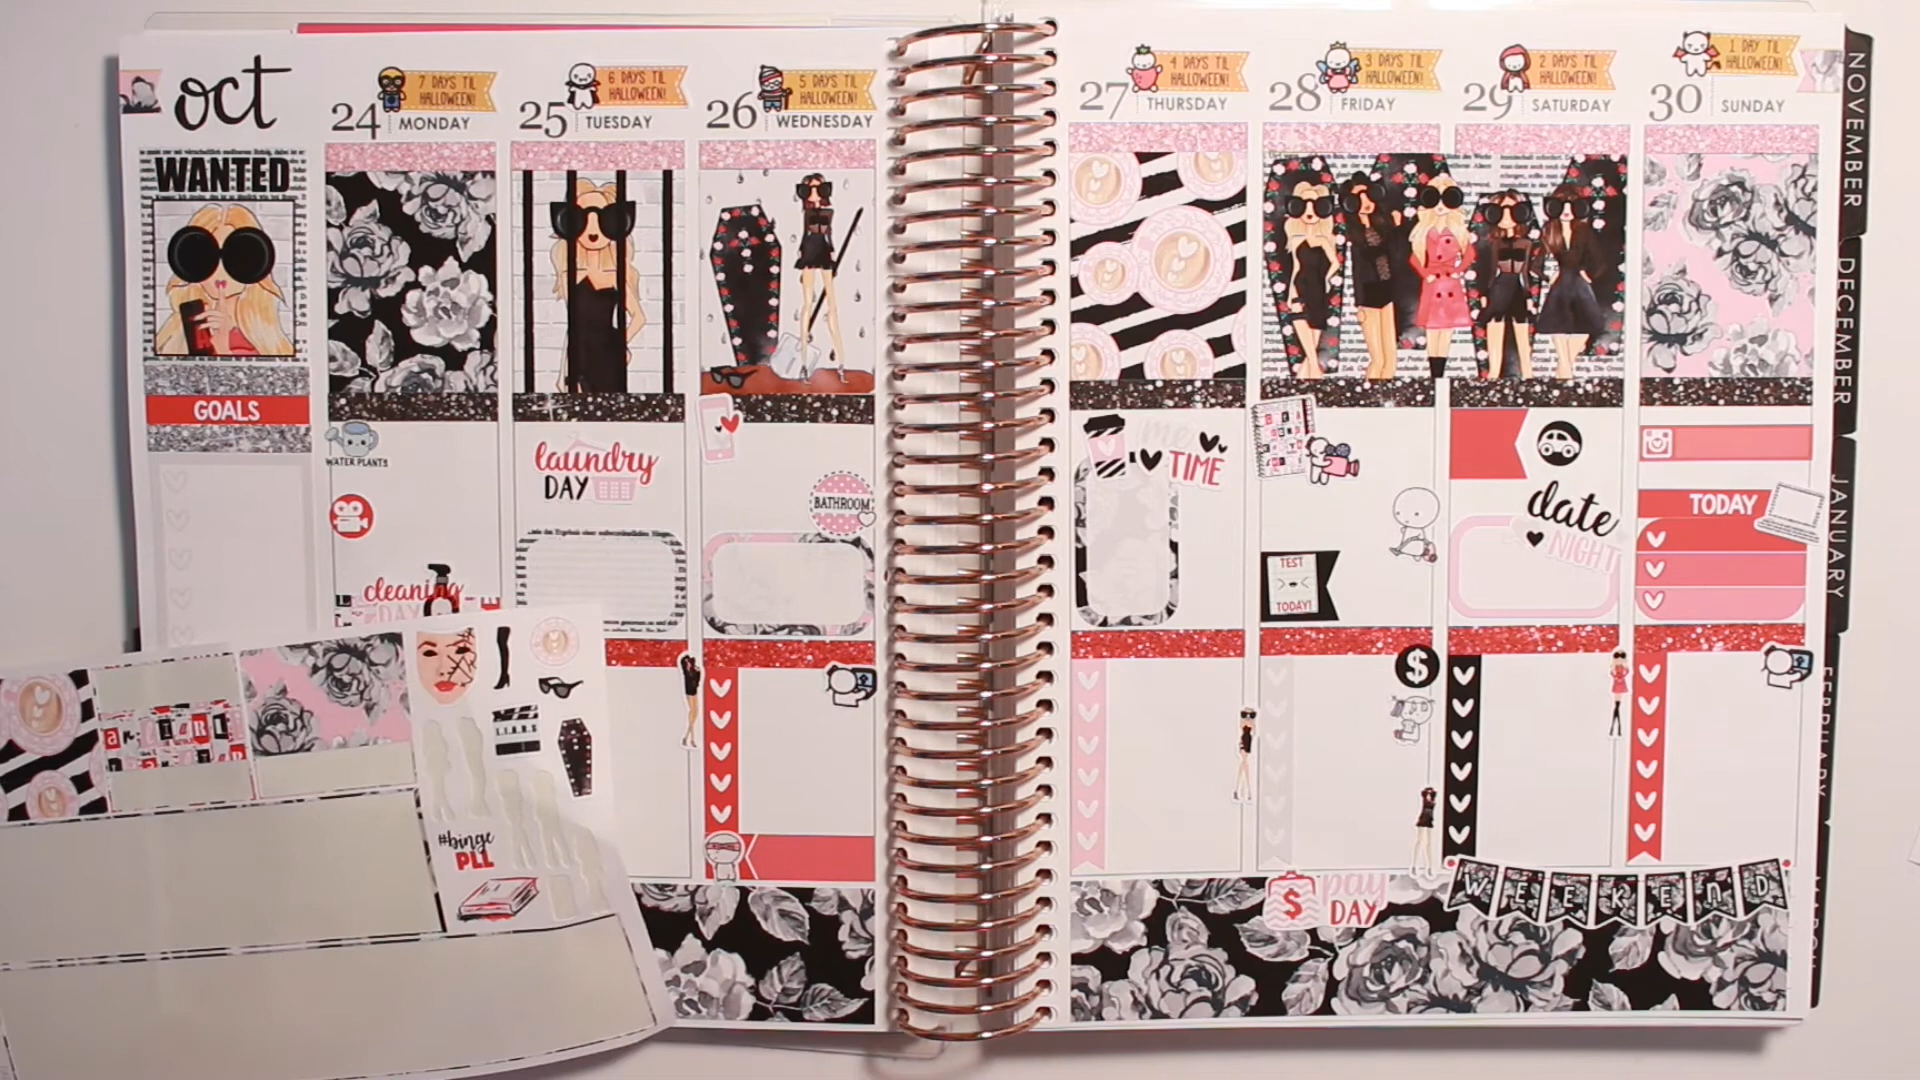 oct
24 MONDAY
7 DAYS TIL
HALLOWEEN!
25 TUESDAY
6 DAYS TIL
HALLOWEEN!
26 WEDNESDAY
5 DAYS TIL
HALLOWEEN!
27 THURSDAY
4 DAYS TIL
HALLOWEEN!
28 FRIDAY
3 DAYS TIL
HALLOWEEN!
29 SATURDAY
2 DAYS TIL
HALLOWEEN!
30 SUNDAY
1 DAY TIL
HALLOWEEN!
WANTED
GOALS
WATER PLANTS
cleaning
DAY
laundry
DAY
BATHROOM
me
TIME
TEST
TODAY!
date
NIGHT
TODAY
#binge
PLL
pay
DAY
WEEKEND
NOVEMBER
DECEMBER
JANUARY
FEBRUARY
MARCH